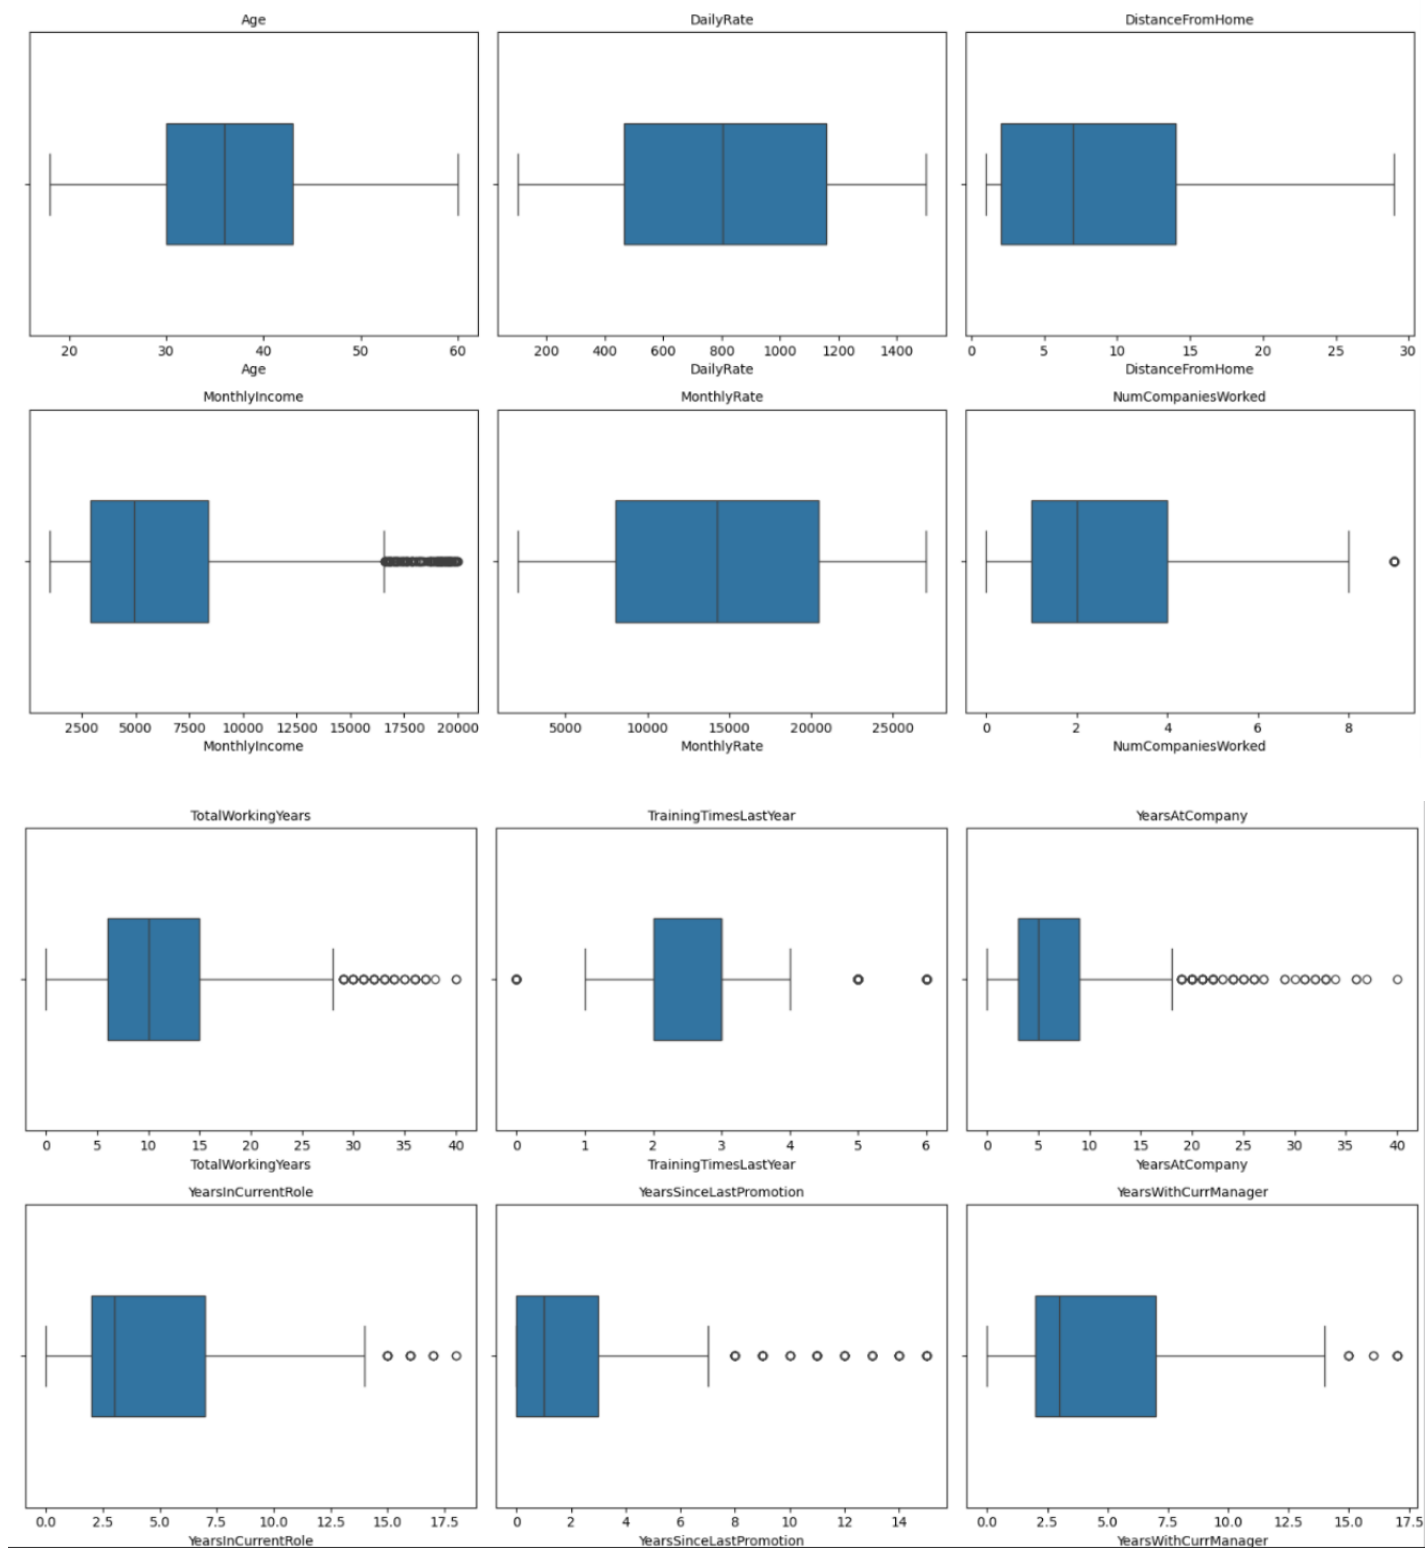 Age
DailyRate
DistanceFromHome
20 30 40 50 60
200 400 600 800 1000 1200 1400
0 5 10 15 20 25 30
Age
DailyRate
DistanceFromHome
MonthlyIncome
MonthlyRate
NumCompaniesWorked
2500 5000 7500 10000 12500 15000 17500 20000
5000 10000 15000 20000 25000
0 2 4 6 8
MonthlyIncome
MonthlyRate
NumCompaniesWorked
TotalWorkingYears
TrainingTimesLastYear
YearsAtCompany
0 5 10 15 20 25 30 35 40
0 1 2 3 4 5 6
0 5 10 15 20 25 30 35 40
TotalWorkingYears
TrainingTimesLastYear
YearsAtCompany
YearsInCurrentRole
YearsSinceLastPromotion
YearsWithCurrManager
0.0 2.5 5.0 7.5 10.0 12.5 15.0 17.5
0 2 4 6 8 10 12 14
0.0 2.5 5.0 7.5 10.0 12.5 15.0 17.5
YearsInCurrentRole
YearsSinceLastPromotion
YearsWithCurrManager